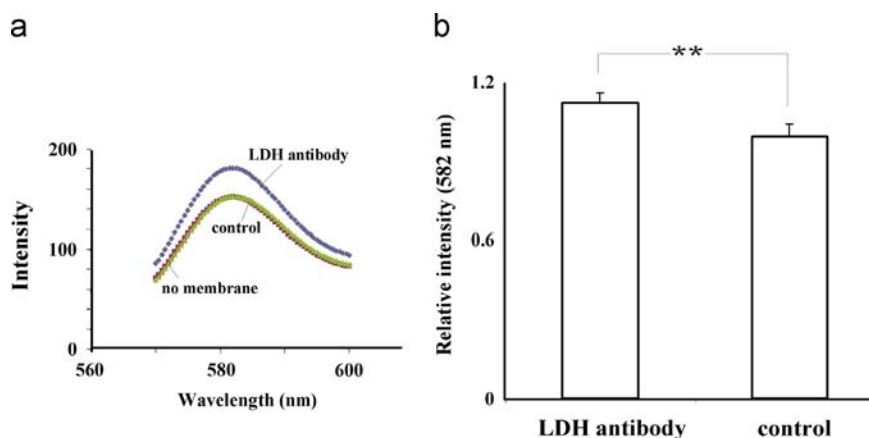 a
Intensity
200
100
0
LDH antibody
control
no membrane
560
580
600
Wavelength (nm)
b
**
Relative intensity (582 nm)
1.2
0.6
0
LDH antibody
control